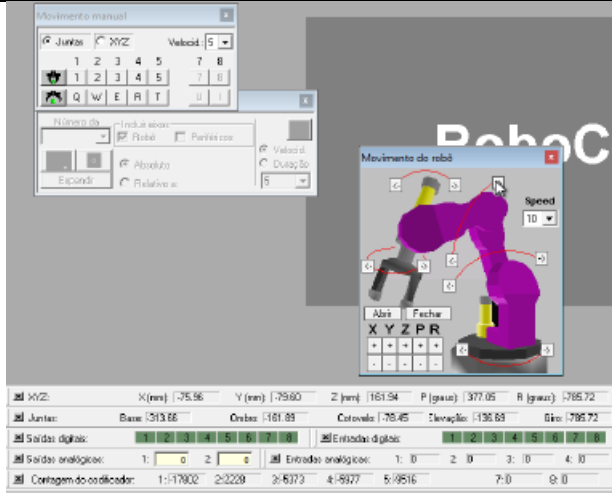 Movimento manual
Juntas XYZ Velocid.: 5
1 2 3 4 5 7 8
1 2 3 4 5 7 8
Q W E R T U I
Número da
Incluir eixos
Robô Periféricos
Absoluto
Relativo a:
Expandir
Velocid.
Duração
5
RoboC
Movimento do robô
Speed
10
Abrir Fechar
X Y Z P R
+ + + + +
- - - - -
XYZ: X (mm): -75.96 Y (mm): -79.60 Z (mm): 161.94 P (graus): 377.05 R (graus): -785.72
Juntas: Base: -313.66 Ombro: -161.89 Cotovelo: -78.45 Elevação: -136.69 Giro: -785.72
Saídas digitais: 1 2 3 4 5 6 7 8 Entradas digitais: 1 2 3 4 5 6 7 8
Saídas analógicas: 1: 0 2: 0 Entradas analógicas: 1: 0 2: 0 3: 0 4: 0
Contagem do codificador: 1:-17802 2:2228 3:-5373 4:-5977 5:-9516 7:0 8:0